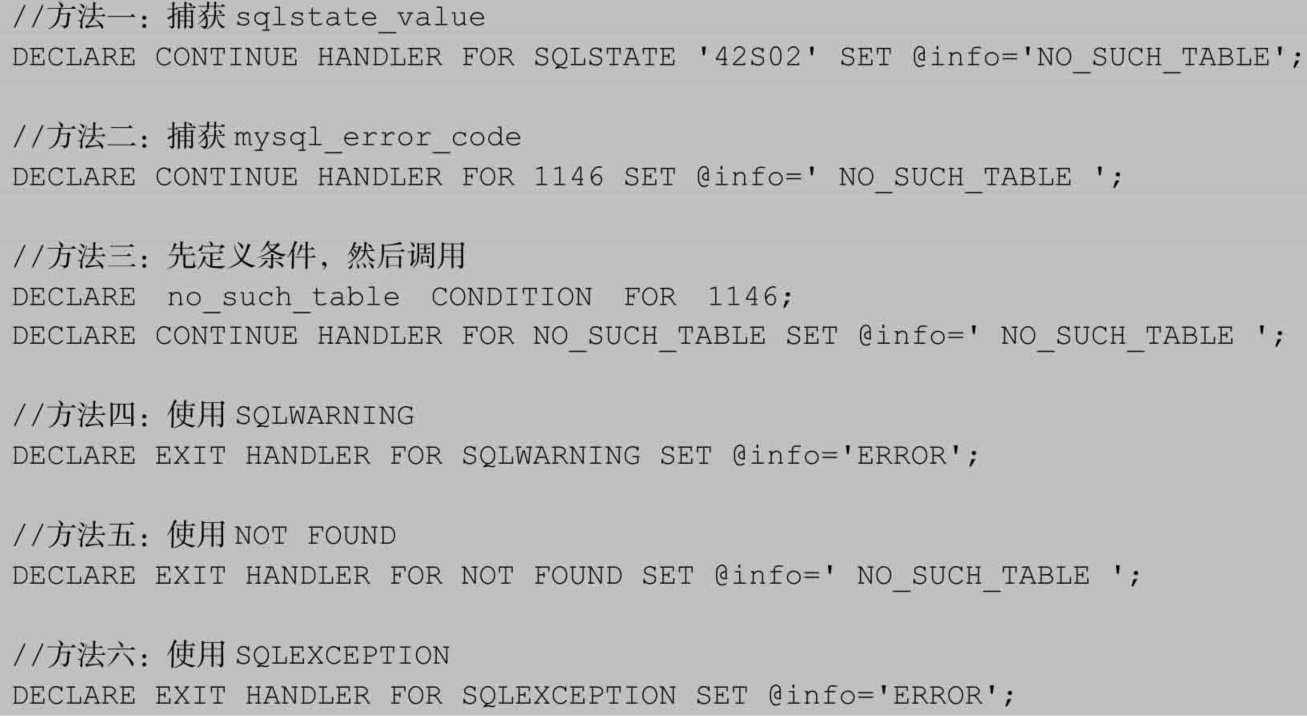 //方法一：捕获 sqlstate_value
DECLARE CONTINUE HANDLER FOR SQLSTATE '42S02' SET @info='NO_SUCH_TABLE';
//方法二：捕获 mysql_error_code
DECLARE CONTINUE HANDLER FOR 1146 SET @info=' NO_SUCH_TABLE ';
//方法三：先定义条件，然后调用
DECLARE no_such_table CONDITION FOR 1146;
DECLARE CONTINUE HANDLER FOR NO_SUCH_TABLE SET @info=' NO_SUCH_TABLE ';
//方法四：使用 SQLWARNING
DECLARE EXIT HANDLER FOR SQLWARNING SET @info='ERROR';
//方法五：使用 NOT FOUND
DECLARE EXIT HANDLER FOR NOT FOUND SET @info=' NO_SUCH_TABLE ';
//方法六：使用 SQLEXCEPTION
DECLARE EXIT HANDLER FOR SQLEXCEPTION SET @info='ERROR';